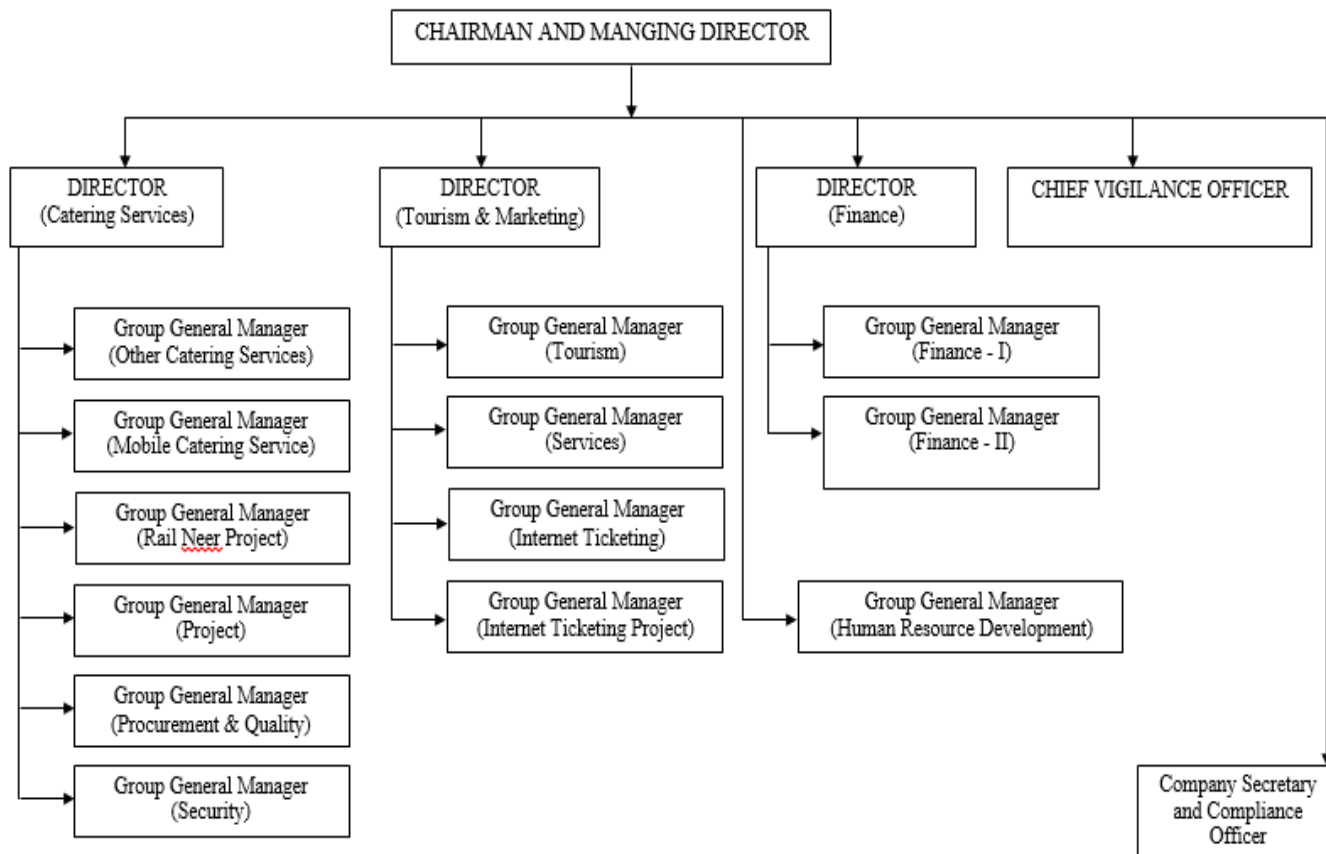 CHAIRMAN AND MANGING DIRECTOR
DIRECTOR
(Catering Services)
DIRECTOR
(Tourism & Marketing)
DIRECTOR
(Finance)
CHIEF VIGILANCE OFFICER
Group General Manager
(Other Catering Services)
Group General Manager
(Mobile Catering Service)
Group General Manager
(Rail Neer Project)
Group General Manager
(Project)
Group General Manager
(Procurement & Quality)
Group General Manager
(Security)
Group General Manager
(Tourism)
Group General Manager
(Services)
Group General Manager
(Internet Ticketing)
Group General Manager
(Internet Ticketing Project)
Group General Manager
(Finance - I)
Group General Manager
(Finance - II)
Group General Manager
(Human Resource Development)
Company Secretary
and Compliance
Officer